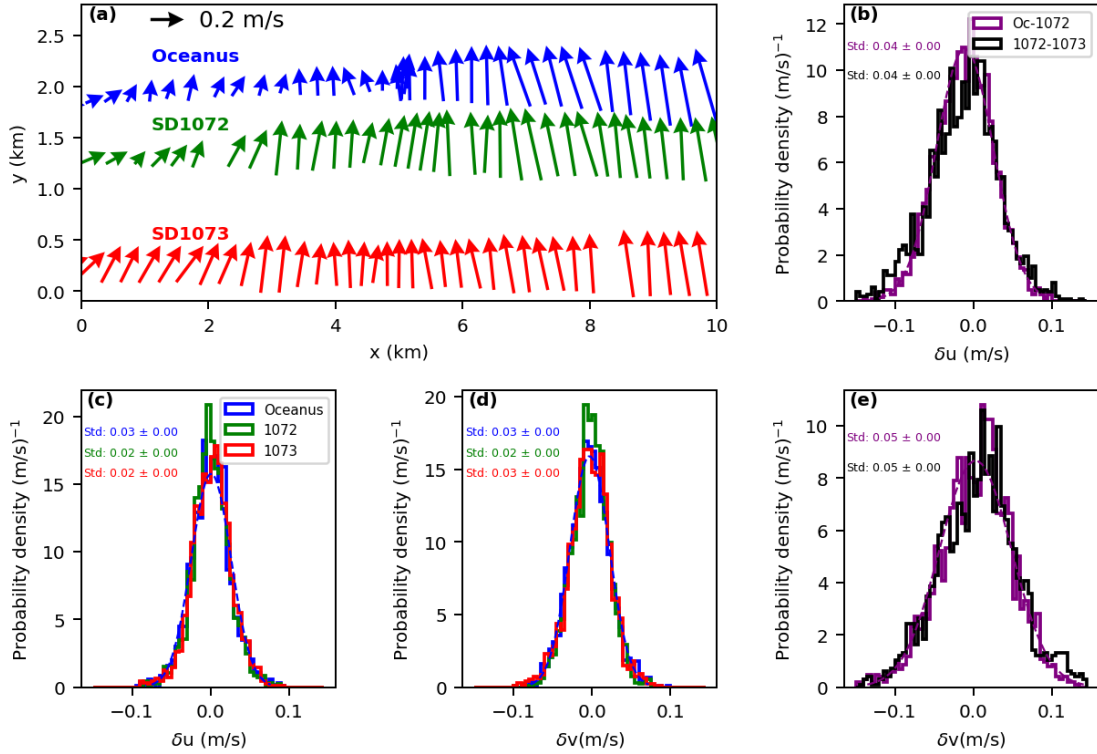 (a)
0.2 m/s
Oceanus
SD1072
SD1073
2.5
2.0
1.5
1.0
0.5
0.0
y (km)
0
2
4
6
8
10
x (km)
(b)
Oc-1072
1072-1073
Std: 0.04 ± 0.00
Std: 0.04 ± 0.00
12
10
8
6
4
2
0
Probability density (m/s)⁻¹
−0.1
0.0
0.1
δu (m/s)
(c)
Oceanus
1072
1073
Std: 0.03 ± 0.00
Std: 0.02 ± 0.00
Std: 0.02 ± 0.00
20
15
10
5
0
Probability density (m/s)⁻¹
−0.1
0.0
0.1
δu (m/s)
(d)
Std: 0.03 ± 0.00
Std: 0.02 ± 0.00
Std: 0.03 ± 0.00
20
15
10
5
0
Probability density (m/s)⁻¹
−0.1
0.0
0.1
δv(m/s)
(e)
Std: 0.05 ± 0.00
Std: 0.05 ± 0.00
10
8
6
4
2
0
Probability density (m/s)⁻¹
−0.1
0.0
0.1
δv(m/s)